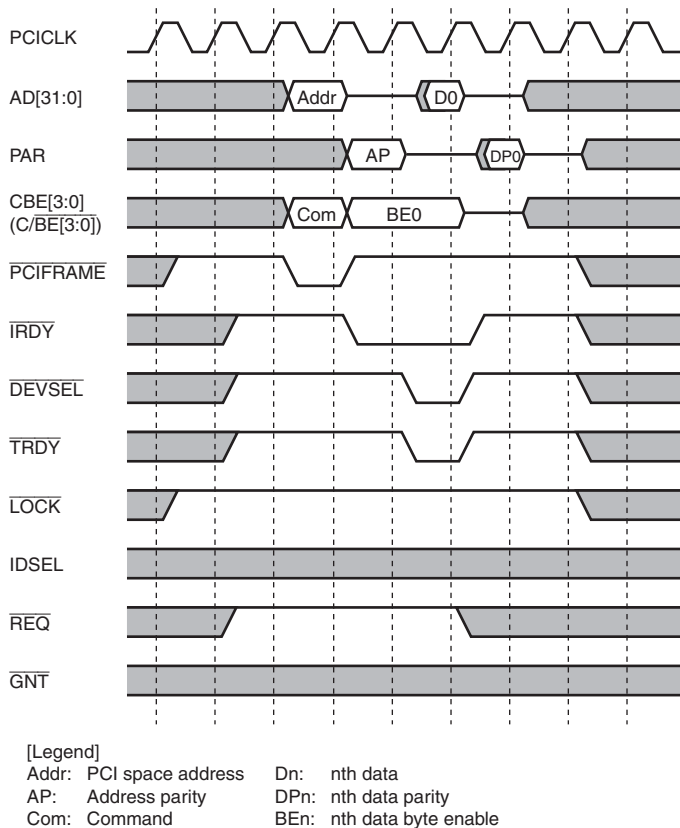 PCICLK
AD[31:0] Addr D0
PAR AP DP0
CBE[3:0]
(C/BE[3:0]) Com BE0
PCIFRAME
IRDY
DEVSEL
TRDY
LOCK
IDSEL
REQ
GNT
[Legend]
Addr: PCI space address Dn: nth data
AP: Address parity DPn: nth data parity
Com: Command BEn: nth data byte enable